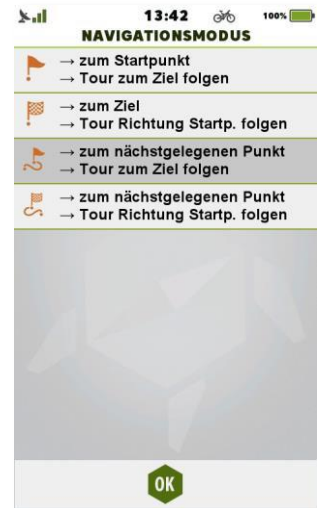 13:42 100%
NAVIGATIONSMODUS
→ zum Startpunkt
→ Tour zum Ziel folgen
→ zum Ziel
→ Tour Richtung Startp. folgen
→ zum nächstgelegenen Punkt
→ Tour zum Ziel folgen
→ zum nächstgelegenen Punkt
→ Tour Richtung Startp. folgen
OK